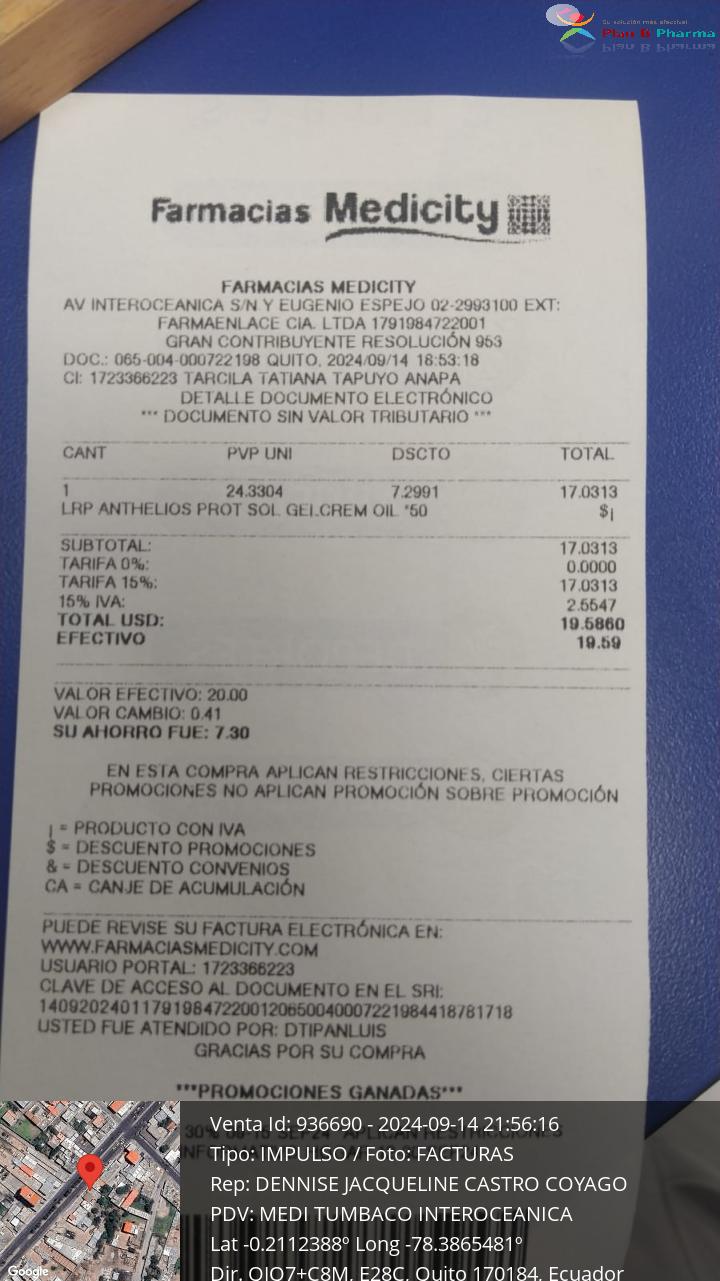 Su solución más efectiva!
Plan B Pharma
Farmacias Medicity
FARMACIAS MEDICITY
AV INTEROCEANICA S/N Y EUGENIO ESPEJO 02-2993100 EXT:
FARMAENLACE CIA. LTDA 1791984722001
GRAN CONTRIBUYENTE RESOLUCIÓN 953
DOC.: 065-004-000722198 QUITO, 2024/09/14 18:53:18
CI: 1723366223 TARCILA TATIANA TAPUYO ANAPA
DETALLE DOCUMENTO ELECTRÓNICO
*** DOCUMENTO SIN VALOR TRIBUTARIO ***
CANT PVP UNI DSCTO TOTAL
1 24.3304 7.2991 17.0313
LRP ANTHELIOS PROT SOL GEL.CREM OIL *50 $¡
SUBTOTAL: 17.0313
TARIFA 0%: 0.0000
TARIFA 15%: 17.0313
15% IVA: 2.5547
TOTAL USD: 19.5860
EFECTIVO 19.59
VALOR EFECTIVO: 20.00
VALOR CAMBIO: 0.41
SU AHORRO FUE: 7.30
EN ESTA COMPRA APLICAN RESTRICCIONES, CIERTAS
PROMOCIONES NO APLICAN PROMOCIÓN SOBRE PROMOCIÓN
¡ = PRODUCTO CON IVA
$ = DESCUENTO PROMOCIONES
& = DESCUENTO CONVENIOS
CA = CANJE DE ACUMULACIÓN
PUEDE REVISE SU FACTURA ELECTRÓNICA EN:
WWW.FARMACIASMEDICITY.COM
USUARIO PORTAL: 1723366223
CLAVE DE ACCESO AL DOCUMENTO EN EL SRI:
1409202401179198472200120650040007221984418781718
USTED FUE ATENDIDO POR: DTIPANLUIS
GRACIAS POR SU COMPRA
***PROMOCIONES GANADAS***
Venta Id: 936690 - 2024-09-14 21:56:16
Tipo: IMPULSO / Foto: FACTURAS
Rep: DENNISE JACQUELINE CASTRO COYAGO
PDV: MEDI TUMBACO INTEROCEANICA
Lat -0.2112388º Long -78.3865481º
Dir. QJQ7+C8M, E28C, Quito 170184, Ecuador
Google